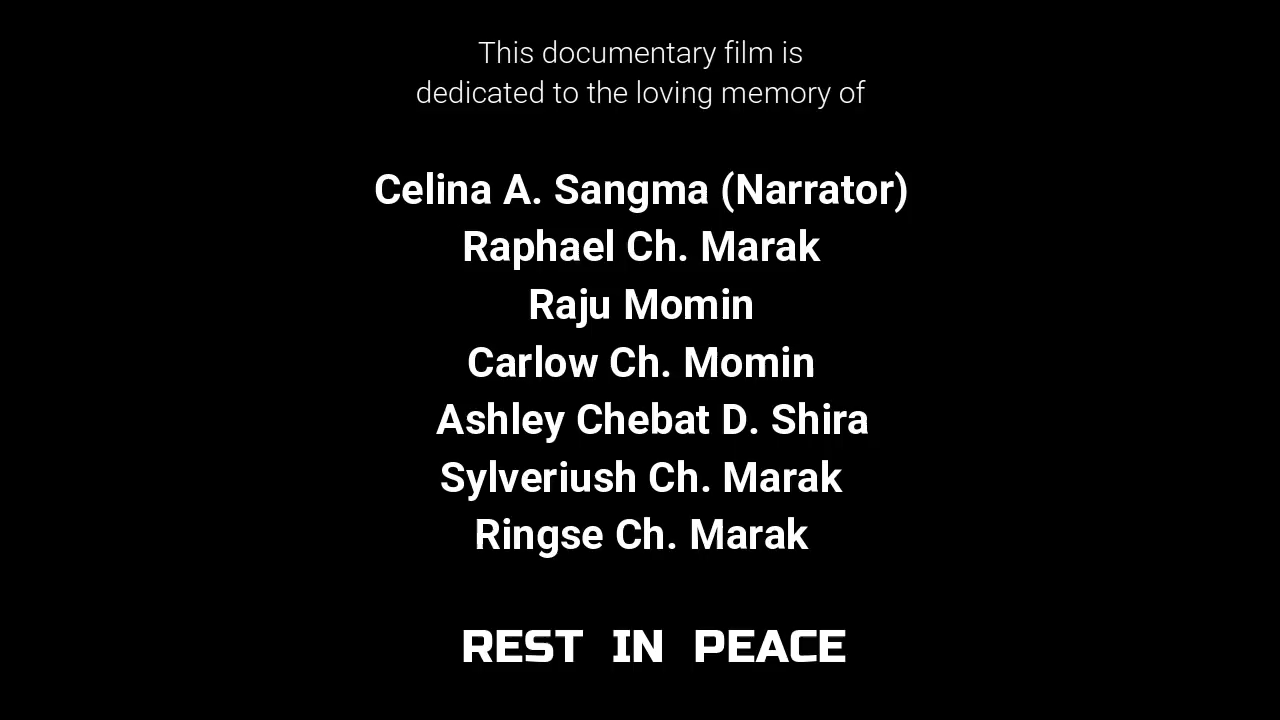 This documentary film is
dedicated to the loving memory of
Celina A. Sangma (Narrator)
Raphael Ch. Marak
Raju Momin
Carlow Ch. Momin
Ashley Chebat D. Shira
Sylveriush Ch. Marak
Ringse Ch. Marak
REST IN PEACE